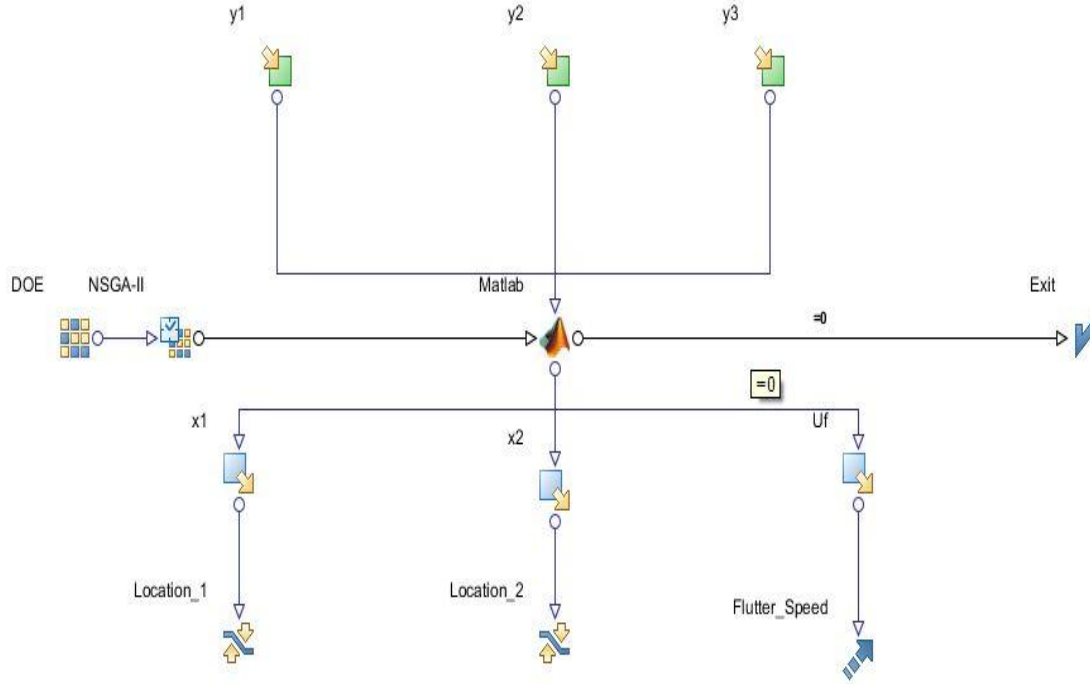 y1
y2
y3
DOE
NSGA-II
Matlab
Exit
=0
=0
x1
x2
Uf
Location_1
Location_2
Flutter_Speed